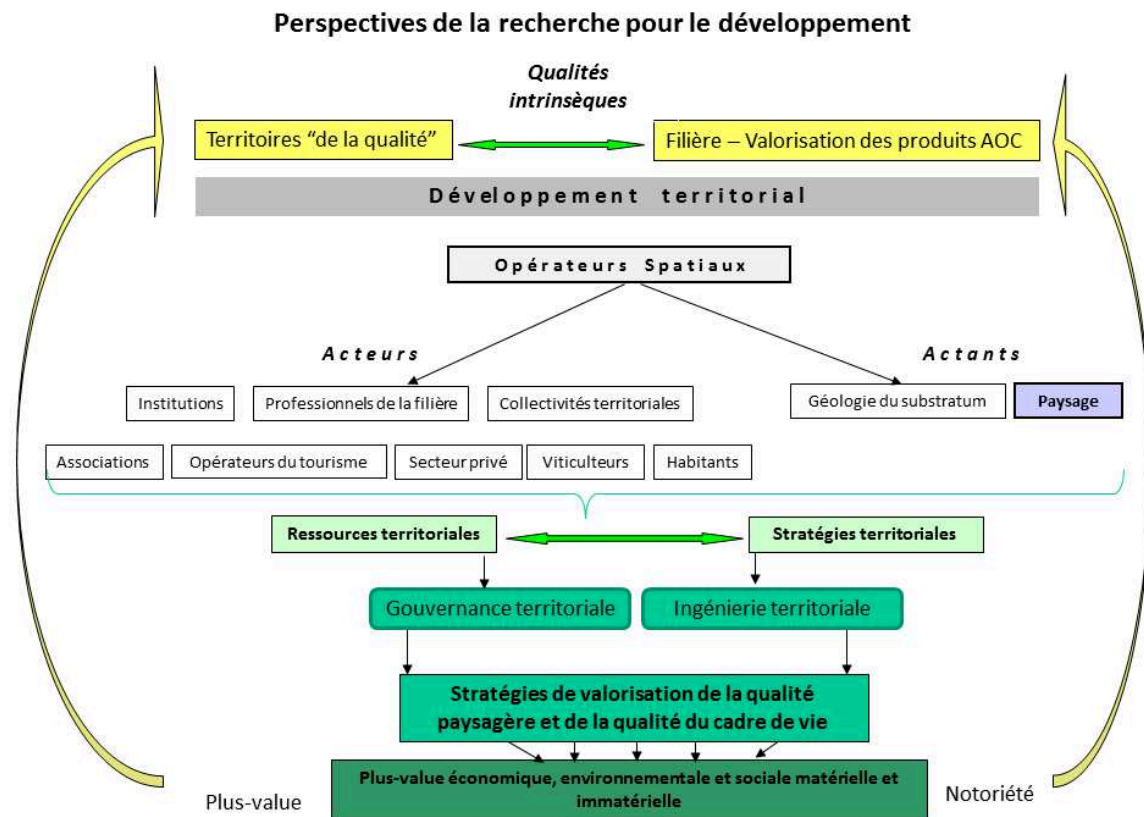 Perspectives de la recherche pour le développement
Qualités
intrinsèques
Territoires “de la qualité”
Filière – Valorisation des produits AOC
Développement territorial
Opérateurs Spatiaux
Acteurs
Actants
Institutions
Professionnels de la filière
Collectivités territoriales
Géologie du substratum
Paysage
Associations
Opérateurs du tourisme
Secteur privé
Viticulteurs
Habitants
Ressources territoriales
Stratégies territoriales
Gouvernance territoriale
Ingénierie territoriale
Stratégies de valorisation de la qualité
paysagère et de la qualité du cadre de vie
Plus-value économique, environnementale et sociale matérielle et
immatérielle
Plus-value
Notoriété